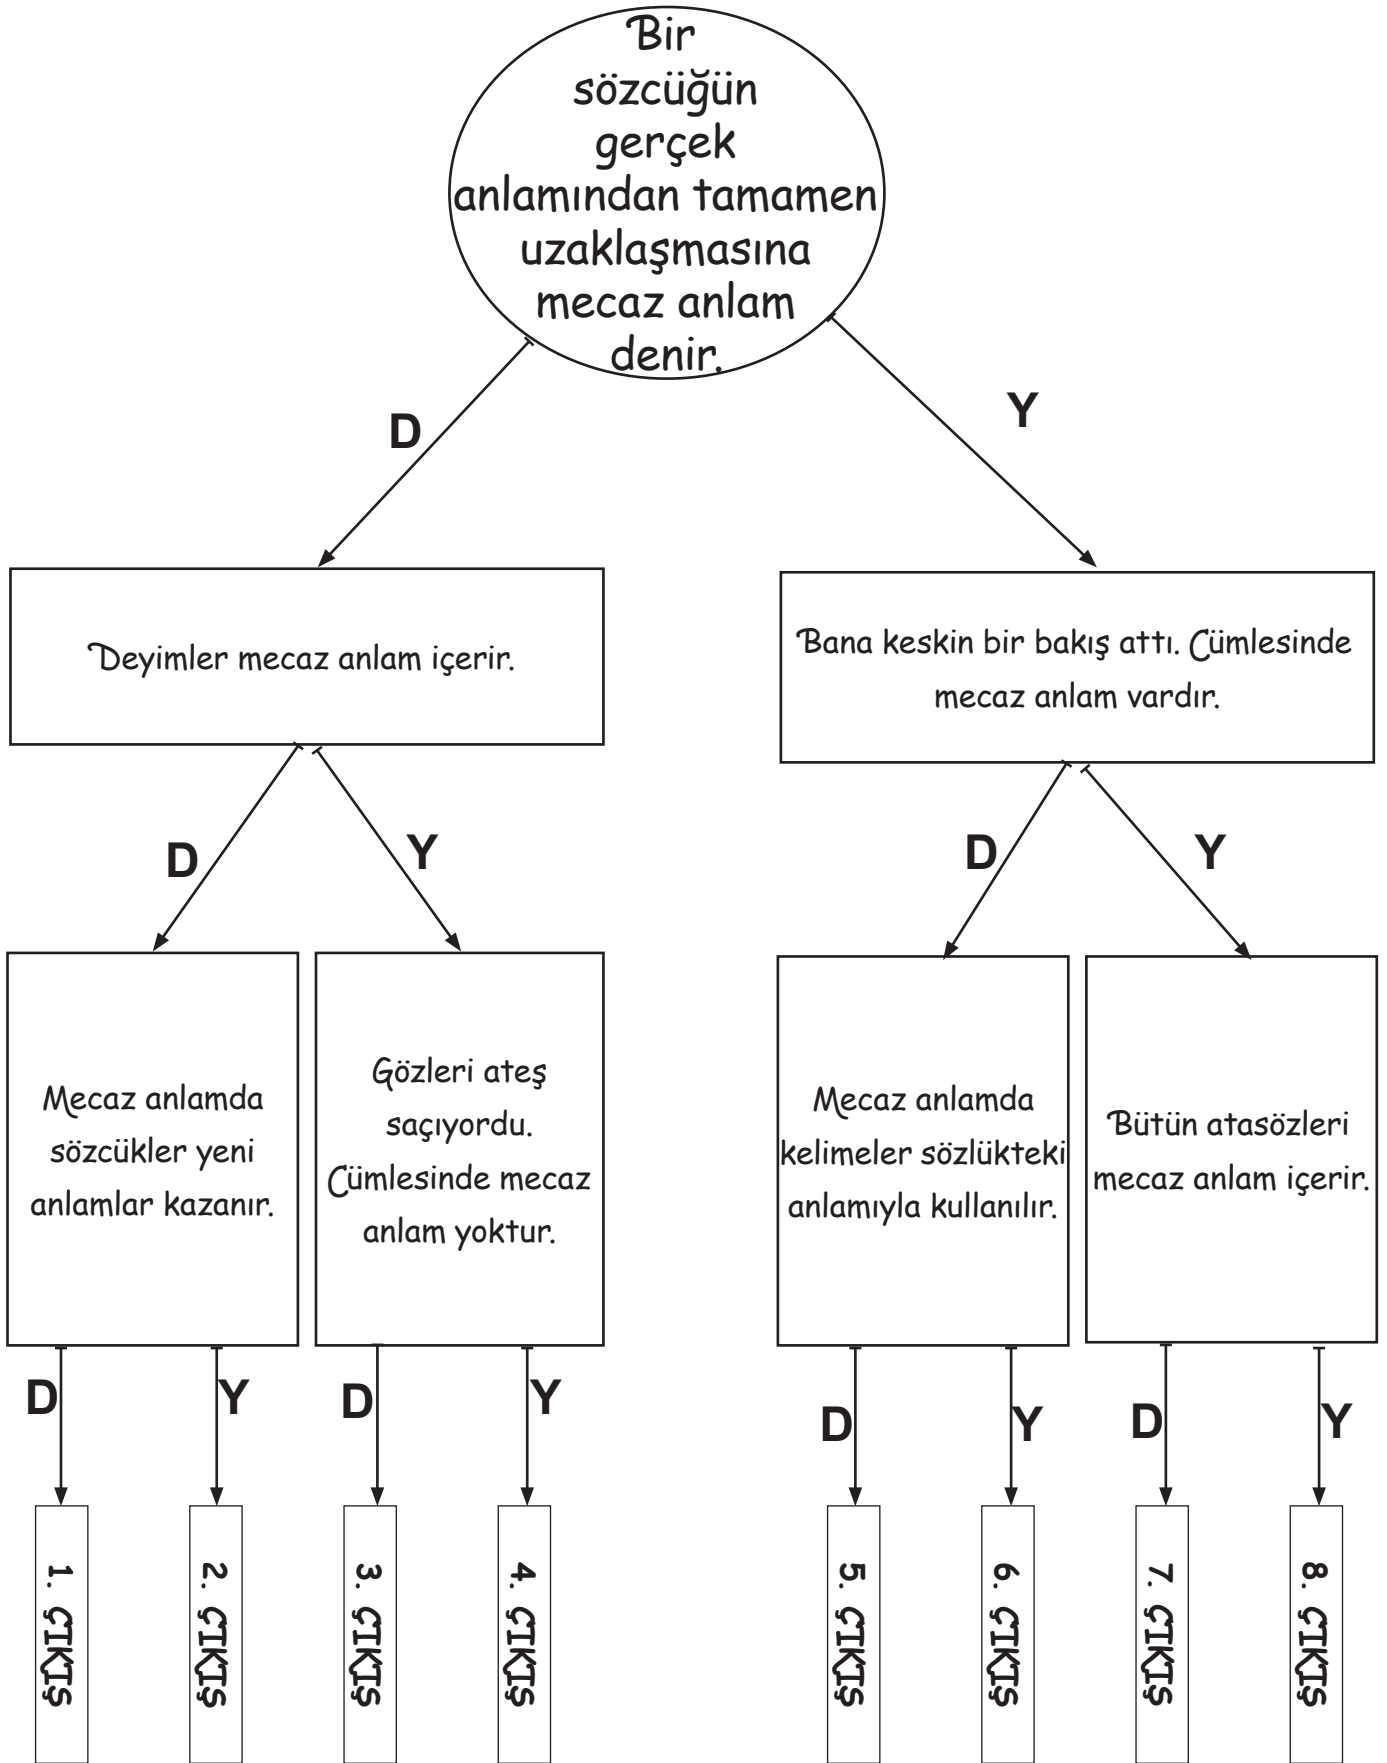 Bir
sözcüğün
gerçek
anlamından tamamen
uzaklaşmasına
mecaz anlam
denir.
D
Y
Deyimler mecaz anlam içerir.
Bana keskin bir bakış attı. Cümlesinde
mecaz anlam vardır.
D
Y
D
Y
Mecaz anlamda
sözcükler yeni
anlamlar kazanır.
Gözleri ateş
saçıyordu.
Cümlesinde mecaz
anlam yoktur.
Mecaz anlamda
kelimeler sözlükteki
anlamıyla kullanılır.
Bütün atasözleri
mecaz anlam içerir.
D
Y
D
Y
D
Y
D
Y
1. ÇIKIŞ
2. ÇIKIŞ
3. ÇIKIŞ
4. ÇIKIŞ
5. ÇIKIŞ
6. ÇIKIŞ
7. ÇIKIŞ
8. ÇIKIŞ